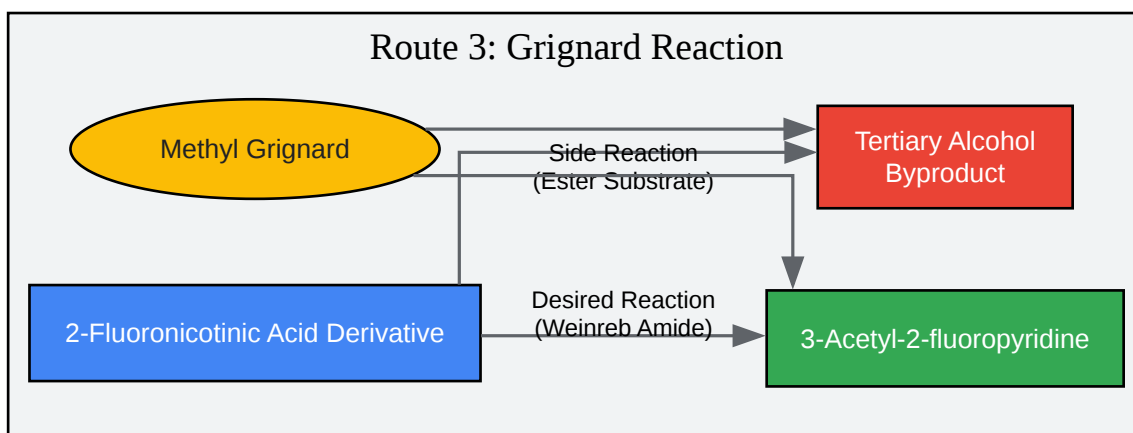 Route 3: Grignard Reaction
Methyl Grignard
Side Reaction
(Ester Substrate)
Tertiary Alcohol
Byproduct
2-Fluoronicotinic Acid Derivative
Desired Reaction
(Weinreb Amide)
3-Acetyl-2-fluoropyridine